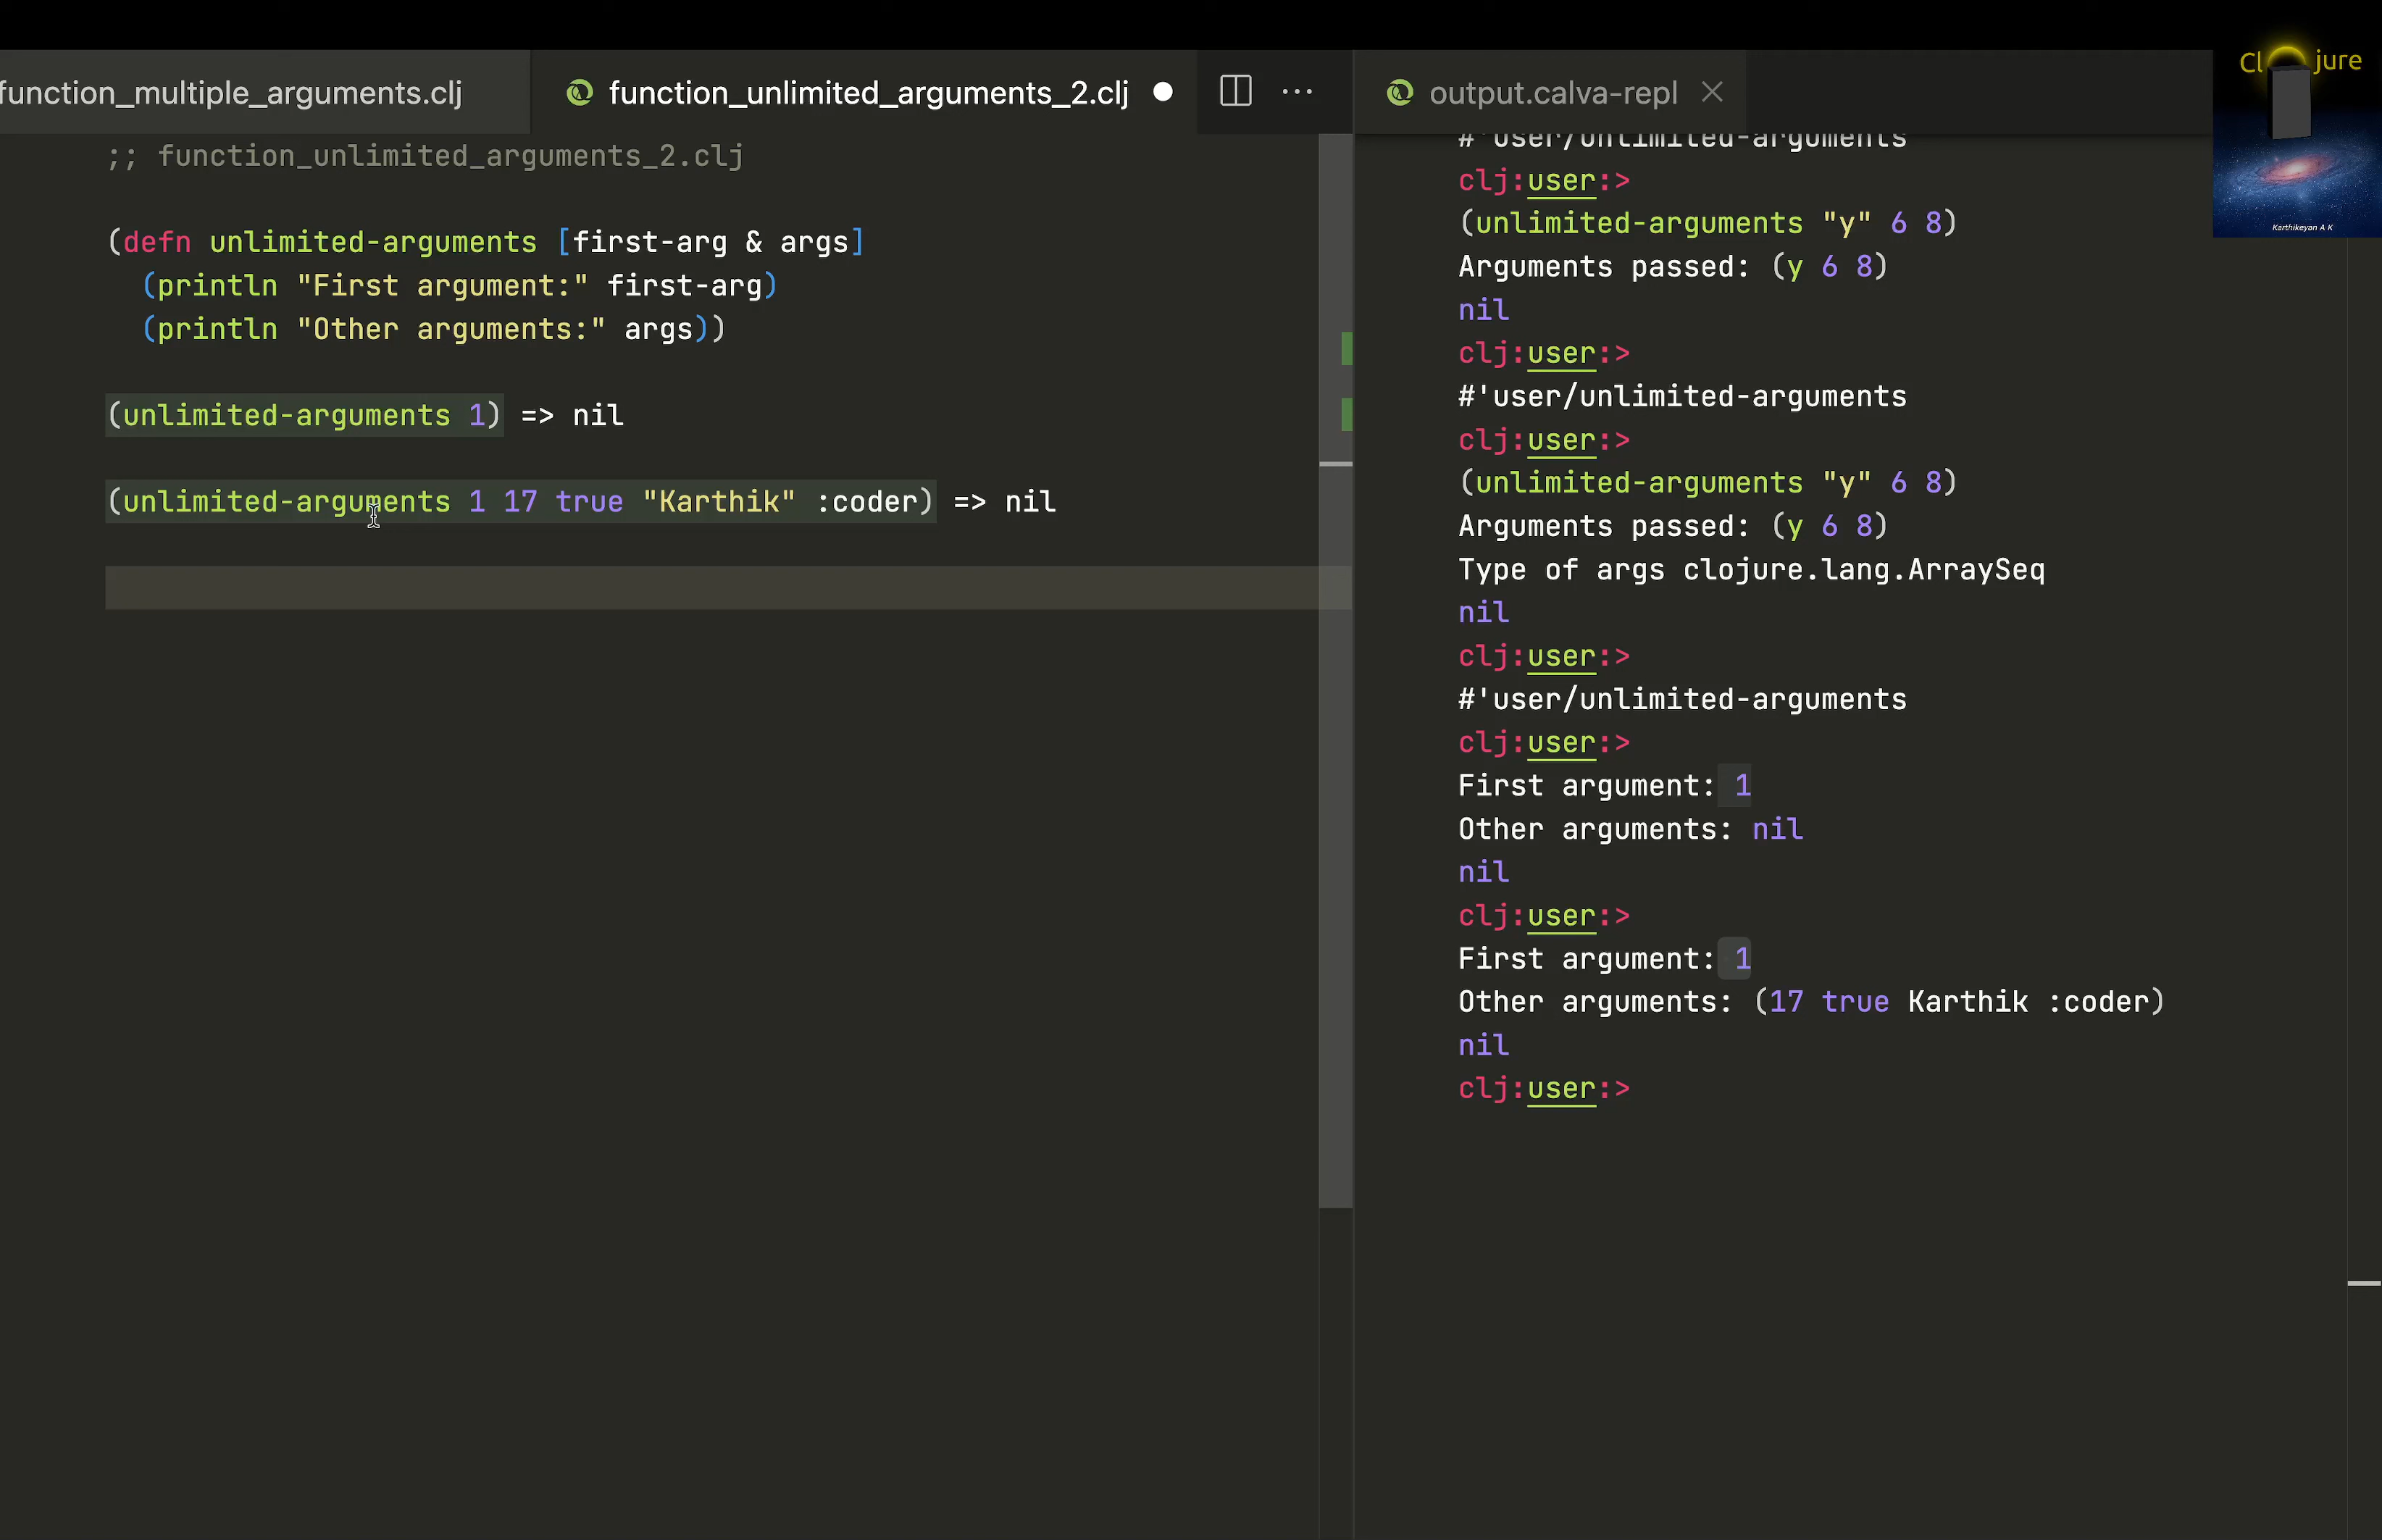 function_multiple_arguments.clj
function_unlimited_arguments_2.clj
;; function_unlimited_arguments_2.clj
(defn unlimited-arguments [first-arg & args]
(println "First argument:" first-arg)
(println "Other arguments:" args))
(unlimited-arguments 1) => nil
(unlimited-arguments 1 17 true "Karthik" :coder) => nil
output.calva-repl
#'user/unlimited-arguments
clj:user:>
(unlimited-arguments "y" 6 8)
Arguments passed: (y 6 8)
nil
clj:user:>
#'user/unlimited-arguments
clj:user:>
(unlimited-arguments "y" 6 8)
Arguments passed: (y 6 8)
Type of args clojure.lang.ArraySeq
nil
clj:user:>
#'user/unlimited-arguments
clj:user:>
First argument: 1
Other arguments: nil
nil
clj:user:>
First argument: 1
Other arguments: (17 true Karthik :coder)
nil
clj:user:>
Clojure
Karthikeyan A K